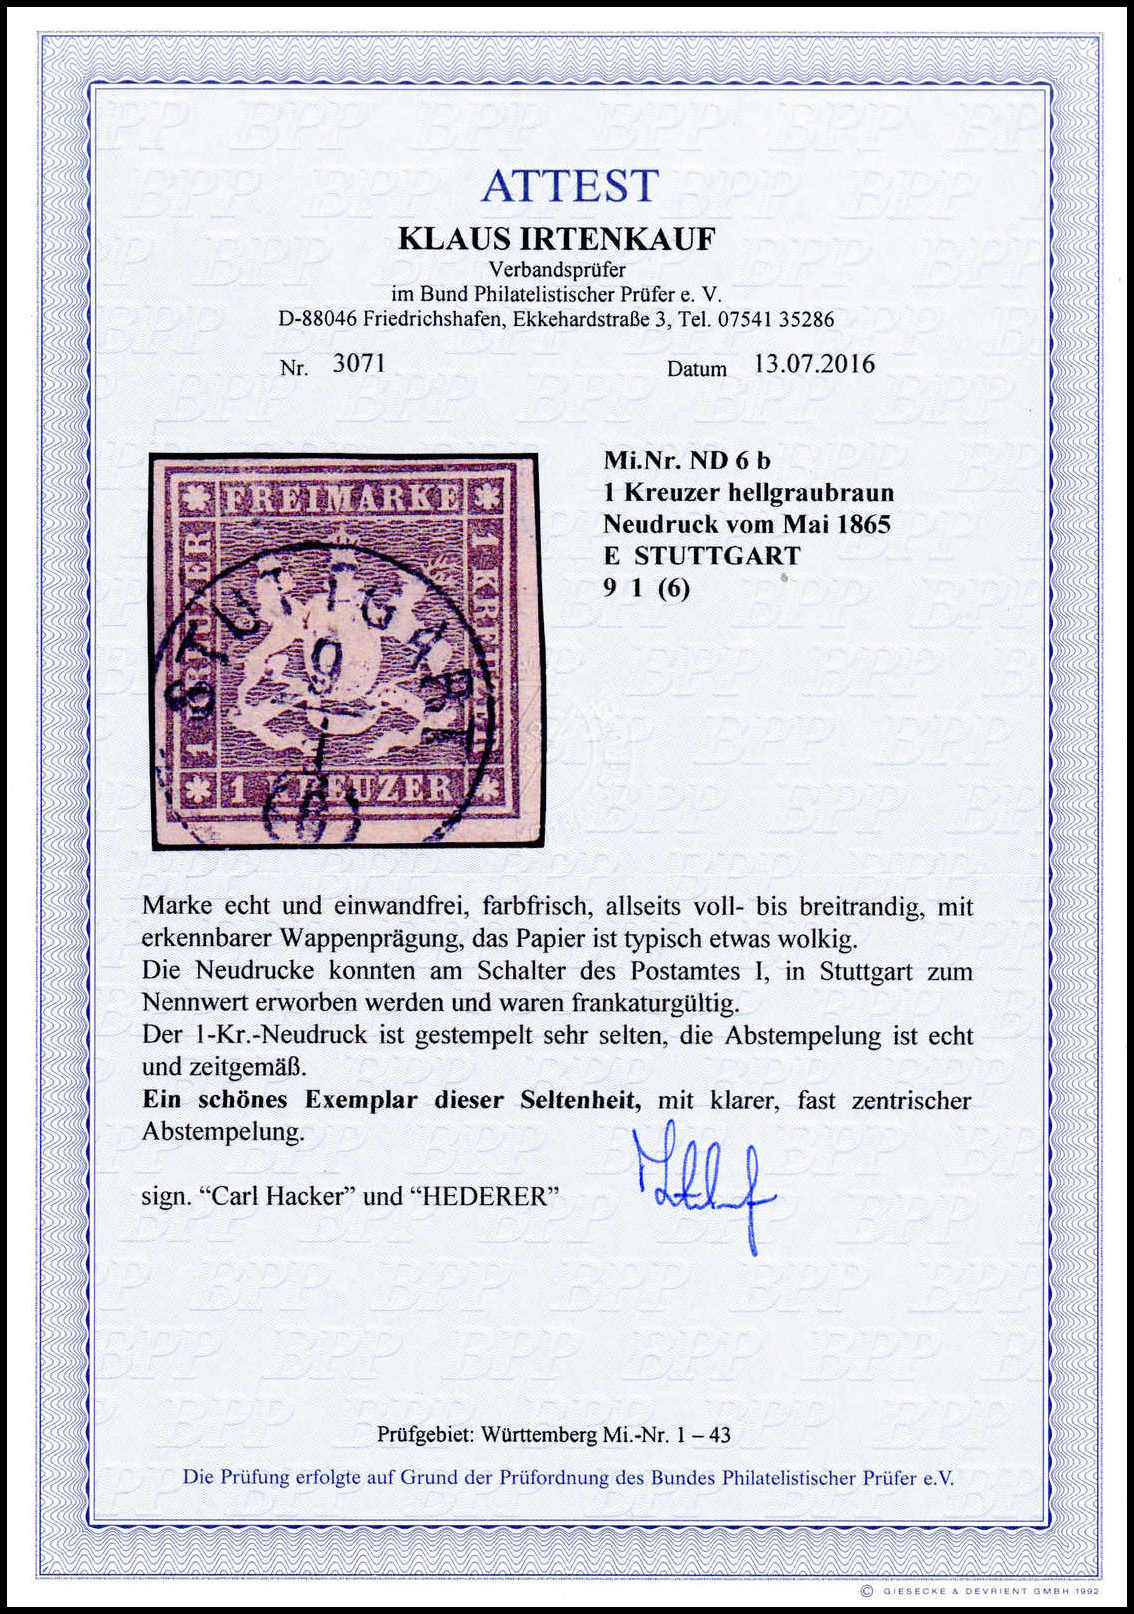 ATTEST
KLAUS IRTENKAUF
Verbandsprüfer
im Bund Philatelistischer Prüfer e. V.
D-88046 Friedrichshafen, Ekkehardstraße 3, Tel. 07541 35286
Nr. 3071 Datum 13.07.2016
Mi.Nr. ND 6 b
1 Kreuzer hellgraubraun
Neudruck vom Mai 1865
E STUTTGART
9 1 (6)
FREIMARKE
1 KREUZER
1 KREUZER
1 KREUZER
STUTTGART
9
1
(6)
Marke echt und einwandfrei, farbfrisch, allseits voll- bis breitrandig, mit
erkennbarer Wappenprägung, das Papier ist typisch etwas wolkig.
Die Neudrucke konnten am Schalter des Postamtes I, in Stuttgart zum
Nennwert erworben werden und waren frankaturgültig.
Der 1-Kr.-Neudruck ist gestempelt sehr selten, die Abstempelung ist echt
und zeitgemäß.
Ein schönes Exemplar dieser Seltenheit, mit klarer, fast zentrischer
Abstempelung.
sign. “Carl Hacker” und “HEDERER”
Prüfgebiet: Württemberg Mi.-Nr. 1 – 43
Die Prüfung erfolgte auf Grund der Prüfordnung des Bundes Philatelistischer Prüfer e.V.
© GIESECKE & DEVRIENT GMBH 1992